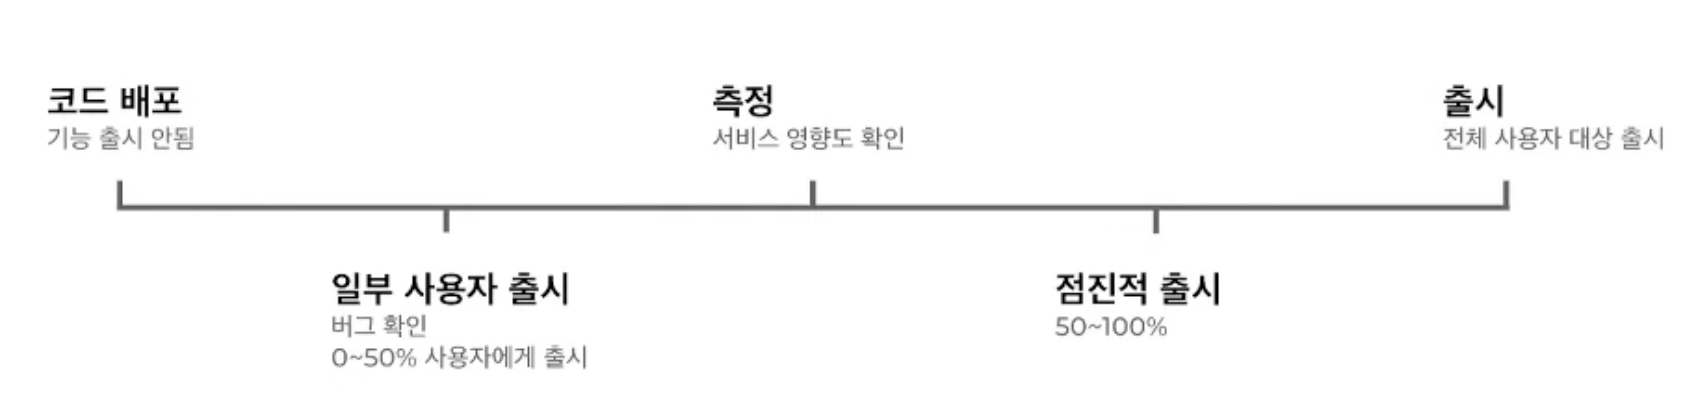 코드 배포
기능 출시 안됨
일부 사용자 출시
버그 확인
0~50% 사용자에게 출시
측정
서비스 영향도 확인
점진적 출시
50~100%
출시
전체 사용자 대상 출시